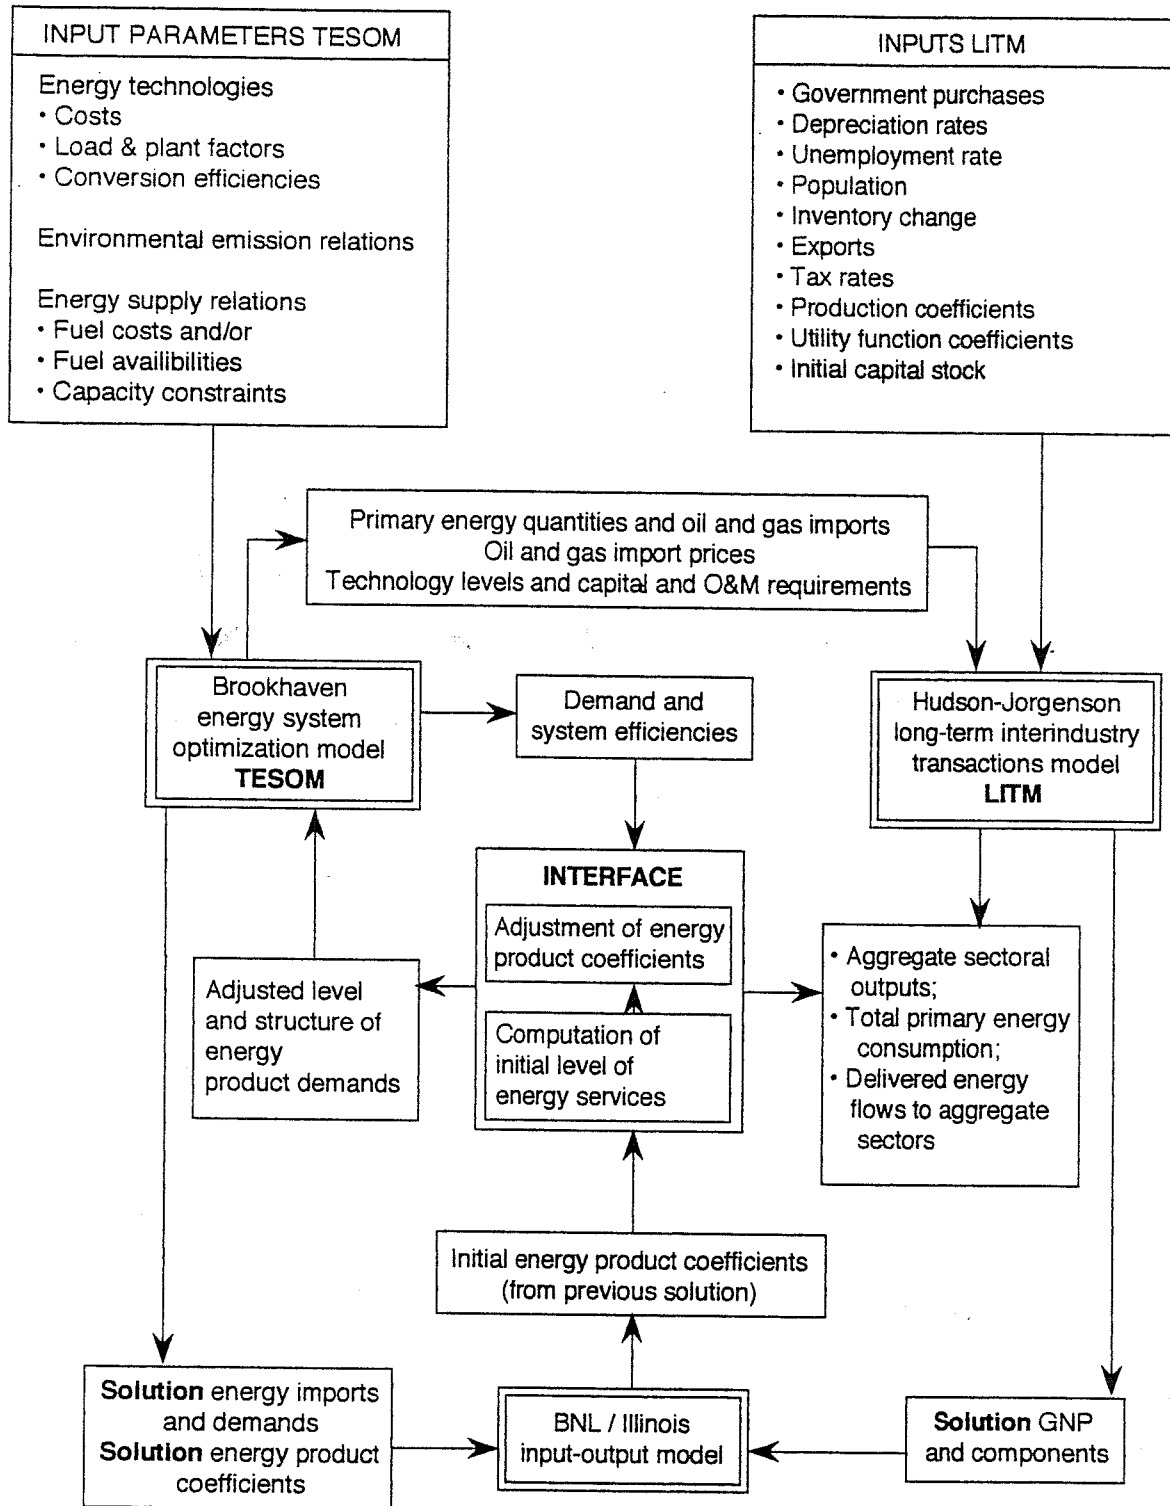 INPUT PARAMETERS TESOM
Energy technologies
• Costs
• Load & plant factors
• Conversion efficiencies
Environmental emission relations
Energy supply relations
• Fuel costs and/or
• Fuel availibilities
• Capacity constraints
INPUTS LITM
• Government purchases
• Depreciation rates
• Unemployment rate
• Population
• Inventory change
• Exports
• Tax rates
• Production coefficients
• Utility function coefficients
• Initial capital stock
Primary energy quantities and oil and gas imports
Oil and gas import prices
Technology levels and capital and O&M requirements
Brookhaven
energy system
optimization model
TESOM
Demand and
system efficiencies
Hudson-Jorgenson
long-term interindustry
transactions model
LITM
INTERFACE
Adjustment of energy
product coefficients
Computation of
initial level of
energy services
Adjusted level
and structure of
energy
product demands
• Aggregate sectoral
outputs;
• Total primary energy
consumption;
• Delivered energy
flows to aggregate
sectors
Initial energy product coefficients
(from previous solution)
Solution energy imports
and demands
Solution energy product
coefficients
BNL / Illinois
input-output model
Solution GNP
and components